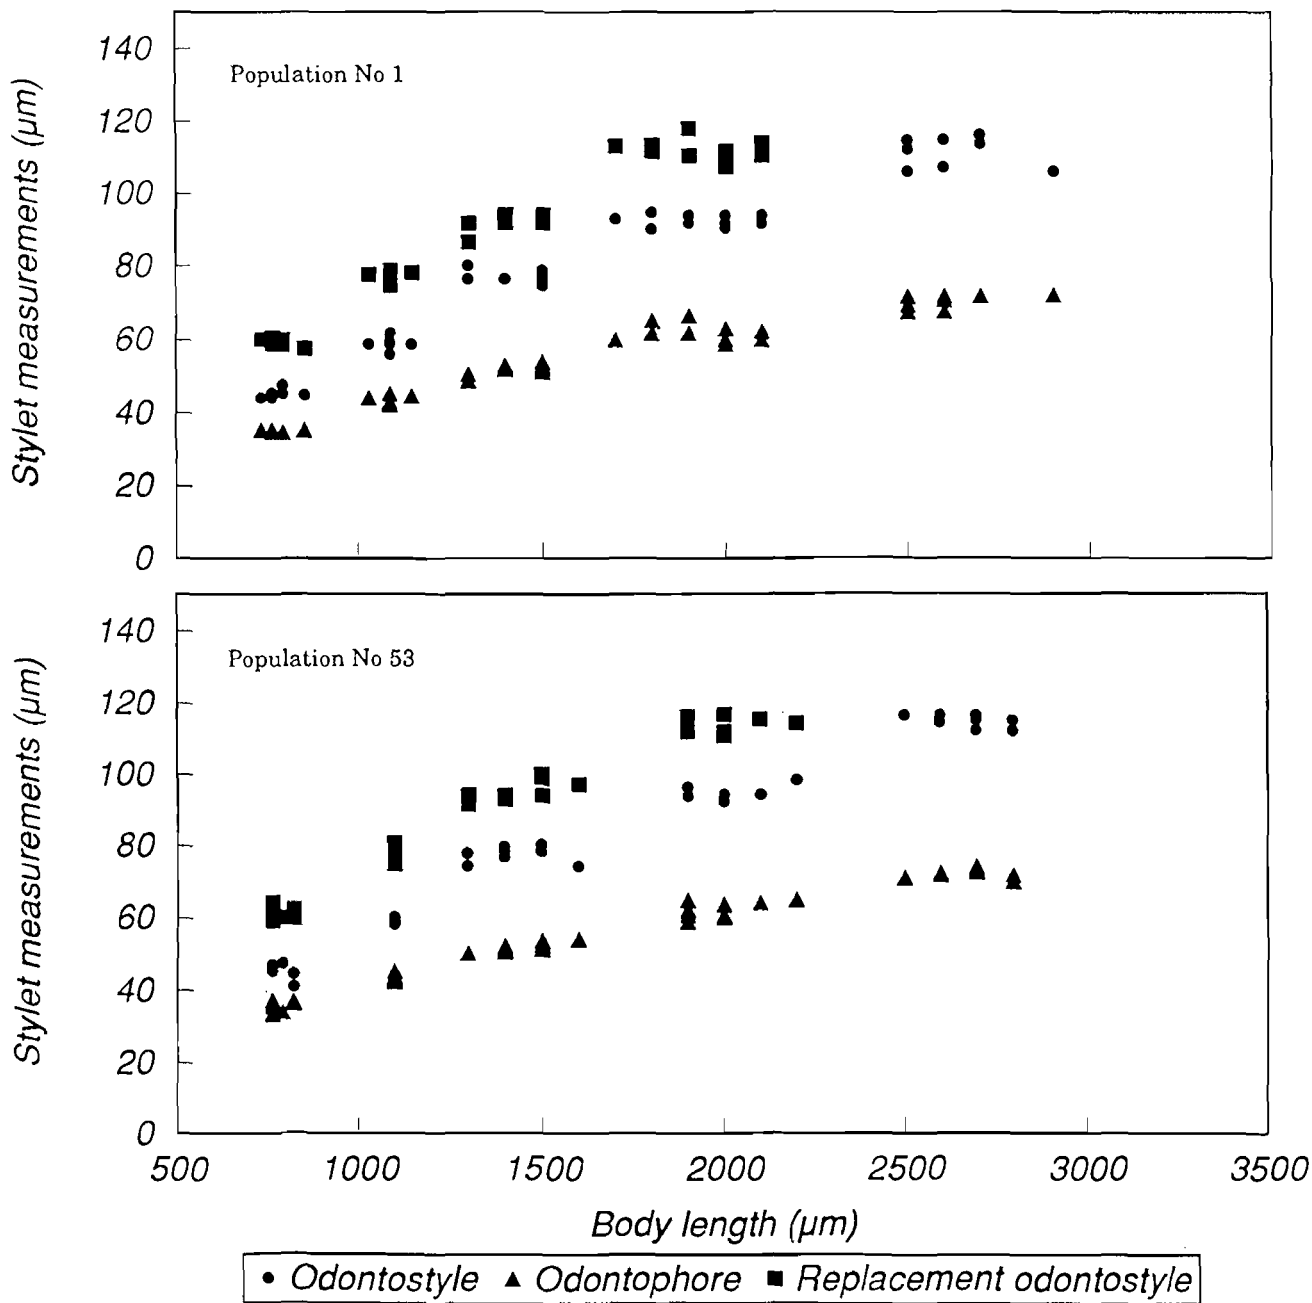 Stylet measurements (µm)
140
120
100
80
60
40
20
0
Population No 1
Stylet measurements (µm)
140
120
100
80
60
40
20
0
Population No 53
500 1000 1500 2000 2500 3000 3500
Body length (µm)
Odontostyle Odontophore Replacement odontostyle